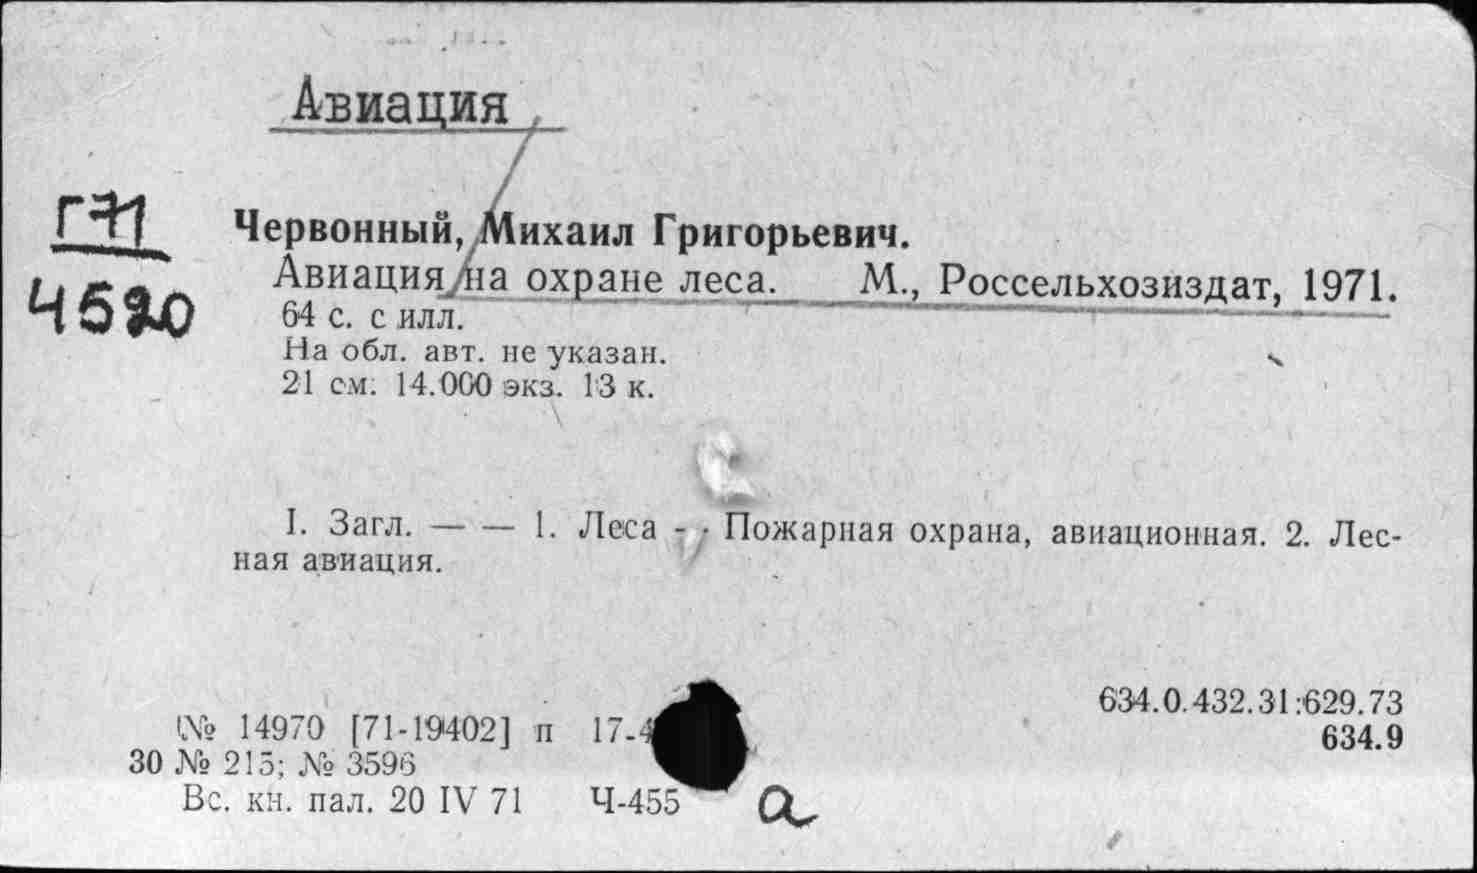 Авиация
Г71
Червонный, Михаил Григорьевич.
Авиация на охране леса. М., Россельхозиздат, 1971.
64 с. с илл.
На обл. авт. не указан.
21 см. 14.000 экз. 13 к.
I. Загл. — — 1. Леса - - Пожарная охрана, авиационная. 2. Лес-
ная авиация.
634.0.432.31:629.73
634.9
№ 14970 [71-19402] п 17-4
30 № 215; № 3596
Вс. кн. пал. 20 IV 71 Ч-455
а